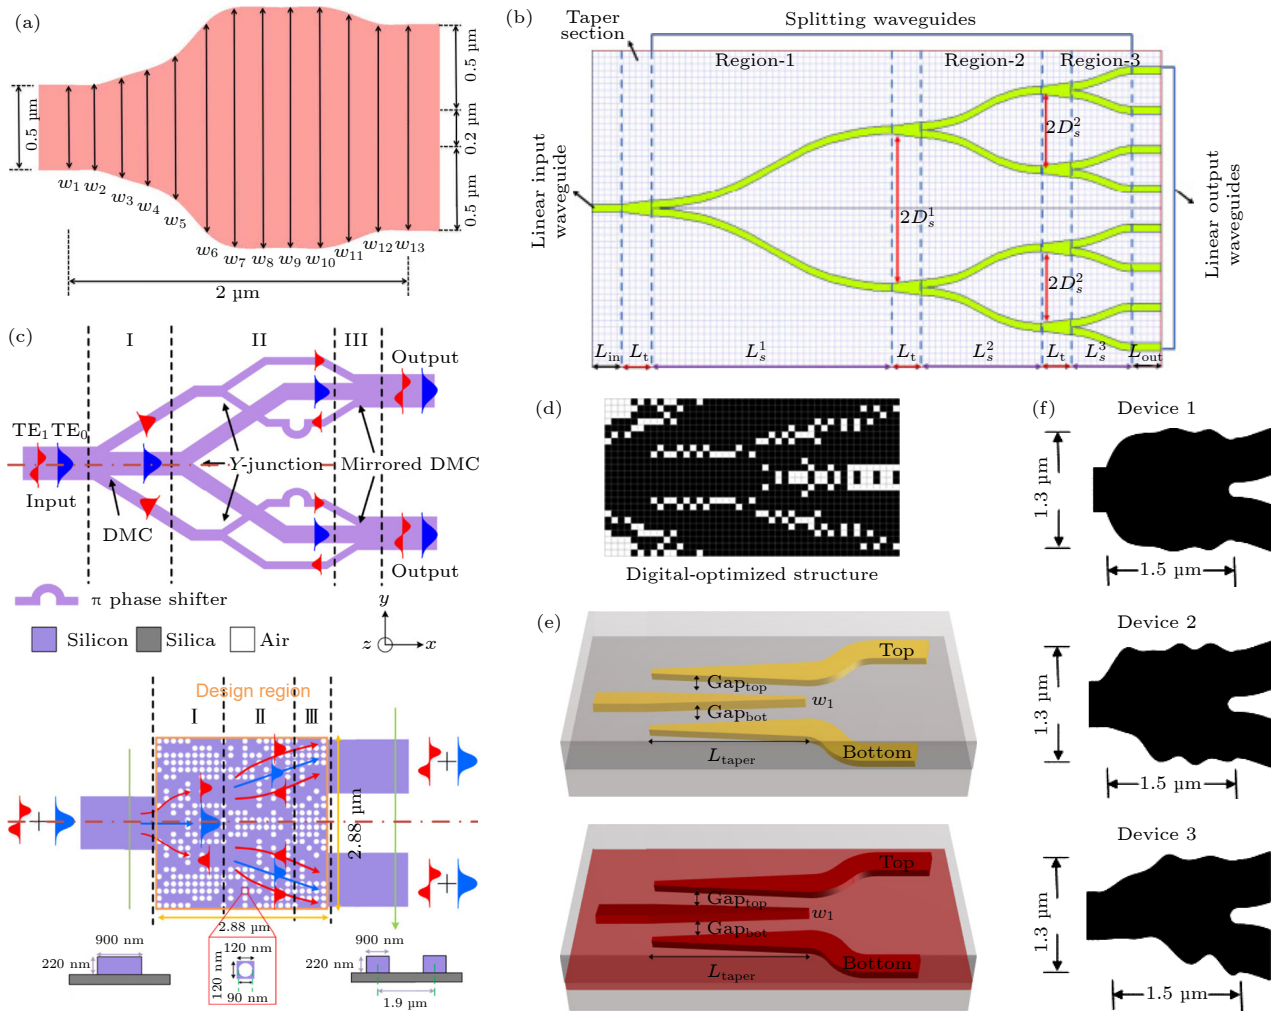 (a)
0.5 μm
w1
w2
w3
w4
w5
w6
w7
w8
w9
w10
w11
w12
w13
0.5 μm
0.2 μm
0.5 μm
2 μm
(b)
Taper
section
Splitting waveguides
Region-1
Region-2
Region-3
Linear input
waveguide
2D_s^1
2D_s^2
2D_s^2
Linear output
waveguides
L_in
L_t
L_s^1
L_t
L_s^2
L_t
L_s^3
L_out
(c)
I
II
III
Output
TE1 TE0
Input
DMC
Y-junction
Mirrored DMC
Output
π phase shifter
Silicon
Silica
Air
y
z
x
Design region
I
II
III
+
+
+
2.88 μm
2.88 μm
900 nm
220 nm
120 nm
120 nm
90 nm
900 nm
220 nm
1.9 μm
(d)
Digital-optimized structure
(e)
Top
Gap_top
w1
Gap_bot
Bottom
L_taper
Top
Gap_top
w1
Gap_bot
Bottom
L_taper
(f)
Device 1
1.3 μm
1.5 μm
Device 2
1.3 μm
1.5 μm
Device 3
1.3 μm
1.5 μm